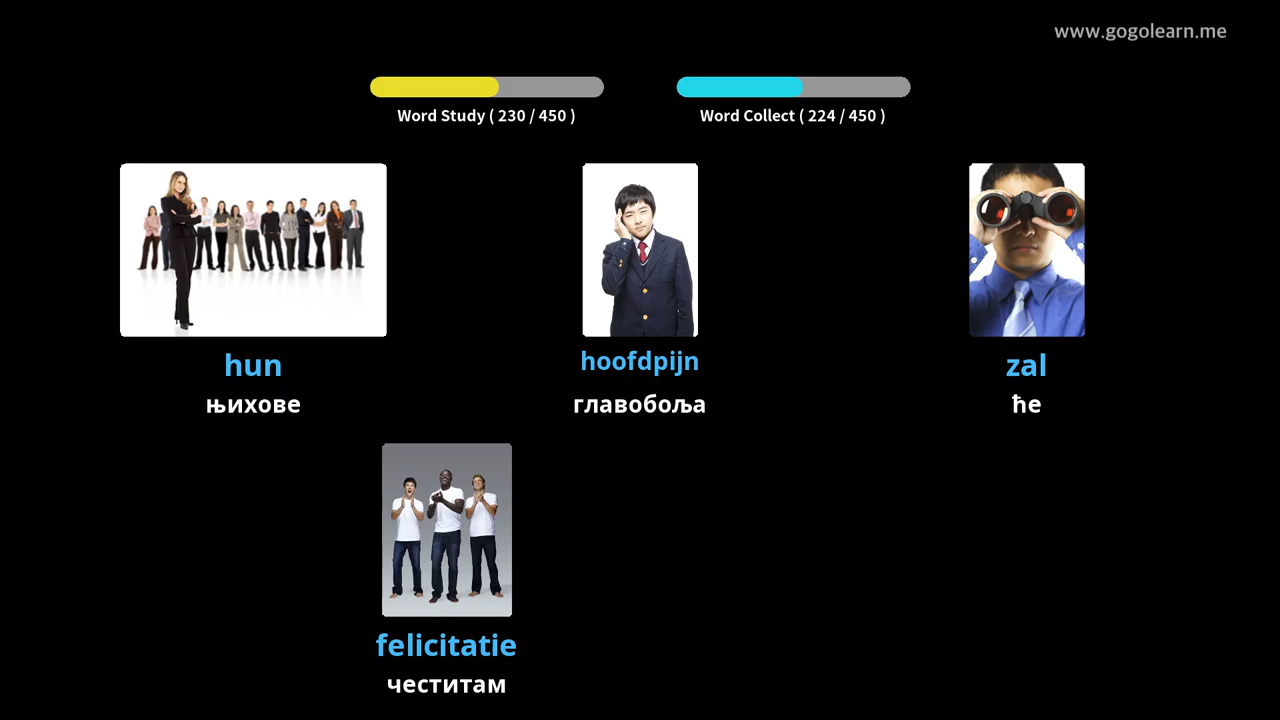 www.gogolearn.me
Word Study ( 230 / 450 )
Word Collect ( 224 / 450 )
hun
њихове
hoofdpijn
главобоља
zal
ће
felicitatie
честитам